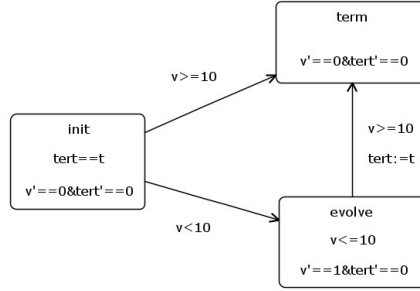 term
v'==0&tert'==0
v>=10
init
tert==t
v'==0&tert'==0
v>=10
tert:=t
v<10
evolve
v<=10
v'==1&tert'==0